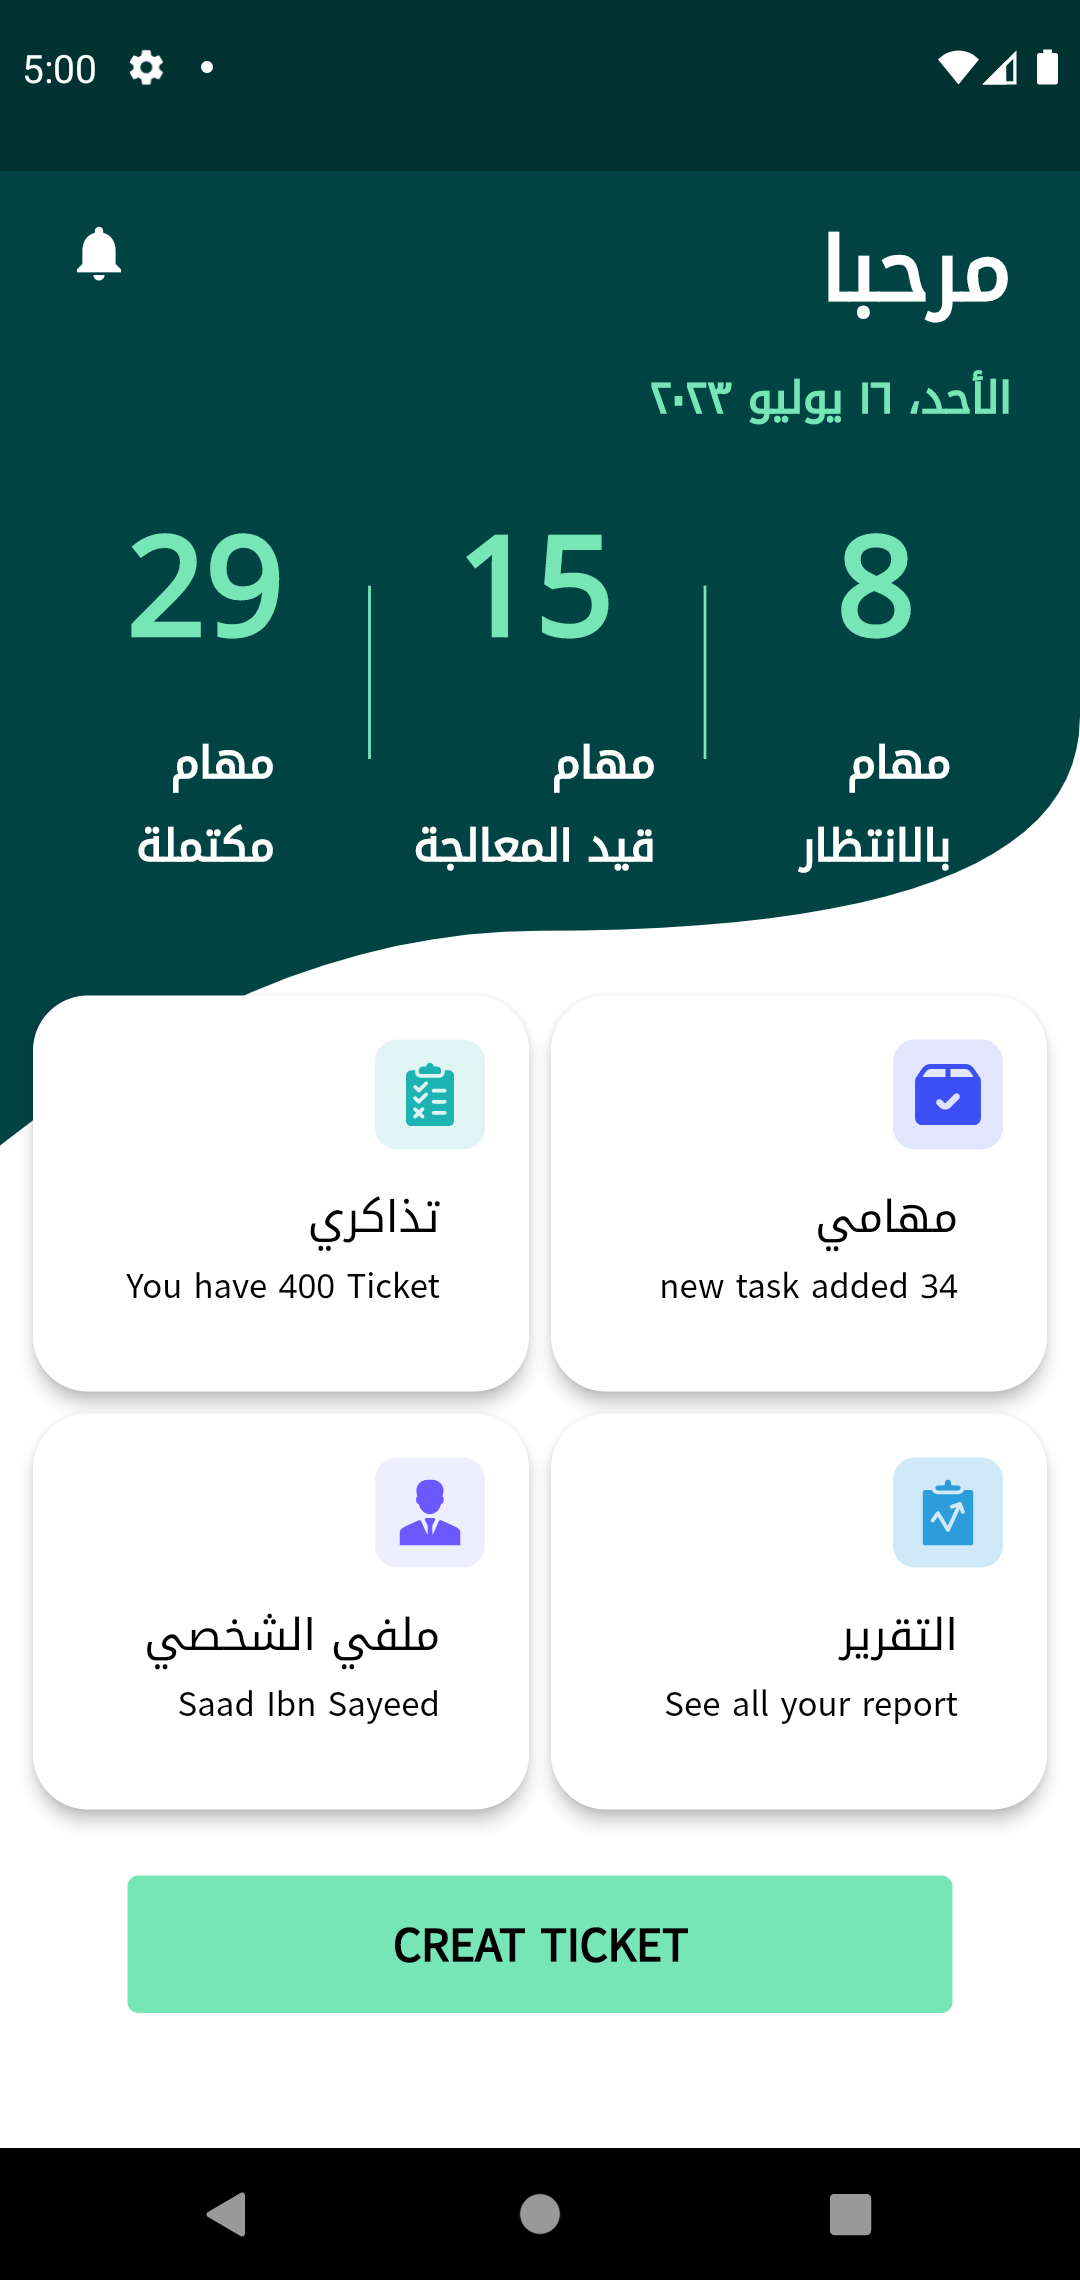 5:00
مرحبا
الأحد، ١٦ يوليو ٢٠٢٣
8
15
29
مهام
بالانتظار
مهام
قيد المعالجة
مهام
مكتملة
مهامي
new task added 34
تذاكري
You have 400 Ticket
التقرير
See all your report
ملفي الشخصي
Saad Ibn Sayeed
CREAT TICKET